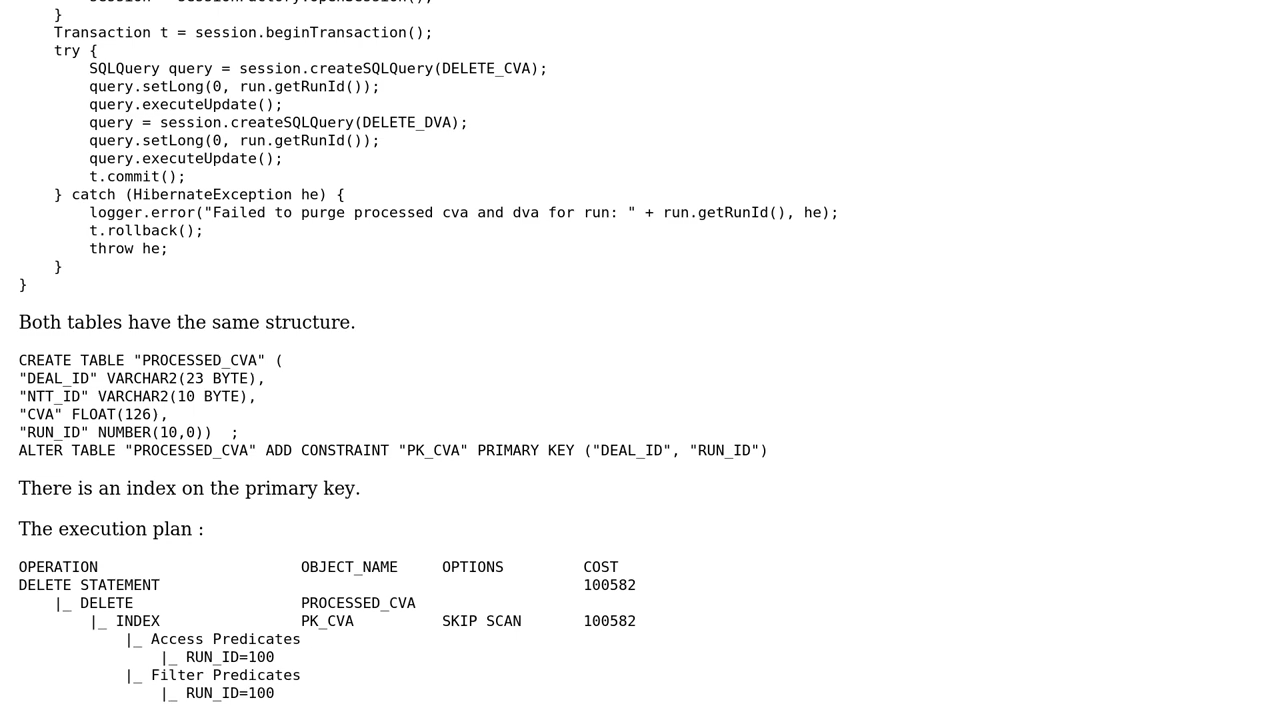 }
    Transaction t = session.beginTransaction();
    try {
        SQLQuery query = session.createSQLQuery(DELETE_CVA);
        query.setLong(0, run.getRunId());
        query.executeUpdate();
        query = session.createSQLQuery(DELETE_DVA);
        query.setLong(0, run.getRunId());
        query.executeUpdate();
        t.commit();
    } catch (HibernateException he) {
        logger.error("Failed to purge processed cva and dva for run: " + run.getRunId(), he);
        t.rollback();
        throw he;
    }
}
Both tables have the same structure.
CREATE TABLE "PROCESSED_CVA" (
"DEAL_ID" VARCHAR2(23 BYTE),
"NTT_ID" VARCHAR2(10 BYTE),
"CVA" FLOAT(126),
"RUN_ID" NUMBER(10,0))  ;
ALTER TABLE "PROCESSED_CVA" ADD CONSTRAINT "PK_CVA" PRIMARY KEY ("DEAL_ID", "RUN_ID")
There is an index on the primary key.
The execution plan :
OPERATION                       OBJECT_NAME     OPTIONS         COST
DELETE STATEMENT                                                100582
    |_ DELETE                   PROCESSED_CVA
        |_ INDEX                PK_CVA          SKIP SCAN       100582
            |_ Access Predicates
                |_ RUN_ID=100
            |_ Filter Predicates
                |_ RUN_ID=100